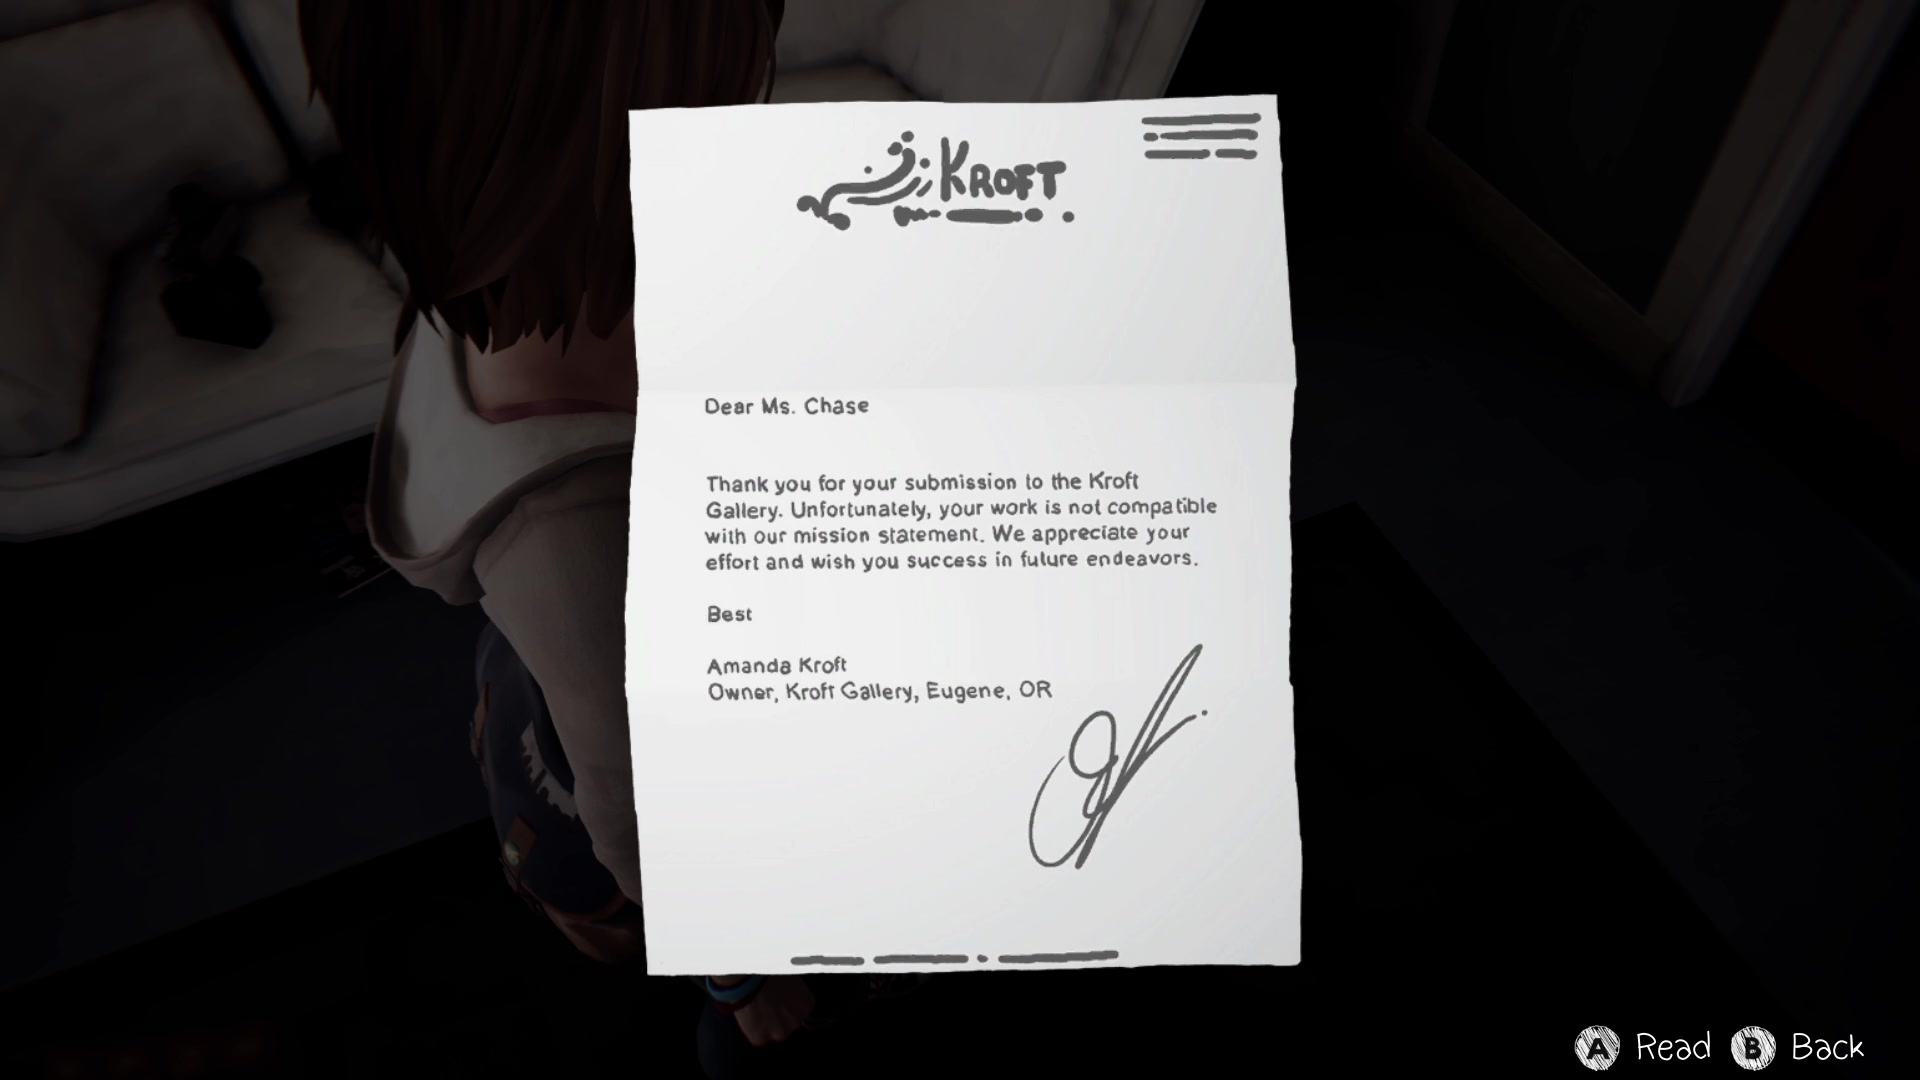 KROFT
Dear Ms. Chase
Thank you for your submission to the Kroft
Gallery. Unfortunately, your work is not compatible
with our mission statement. We appreciate your
effort and wish you success in future endeavors.
Best
Amanda Kroft
Owner, Kroft Gallery, Eugene, OR
A Read B Back